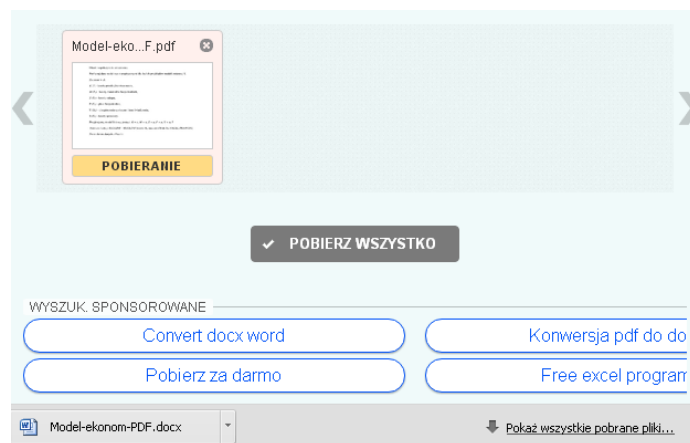 Model-eko...F.pdf
POBIERANIE
POBIERZ WSZYSTKO
WYSZUK. SPONSOROWANE
Convert docx word
Konwersja pdf do do
Pobierz za darmo
Free excel program
Model-ekonom-PDF.docx
Pokaż wszystkie pobrane pliki...